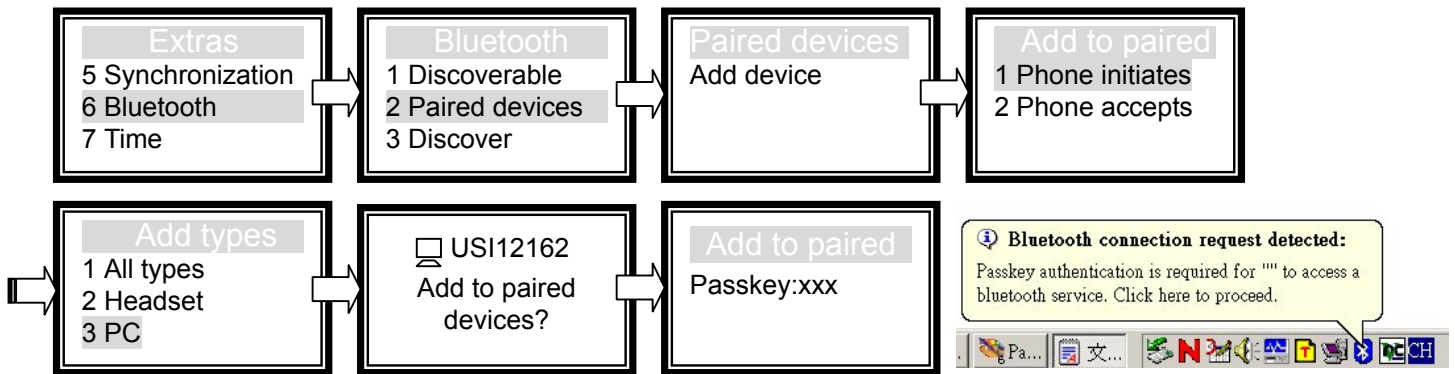 Extras
5 Synchronization
6 Bluetooth
7 Time
Bluetooth
1 Discoverable
2 Paired devices
3 Discover
Paired devices
Add device
Add to paired
1 Phone initiates
2 Phone accepts
Add types
1 All types
2 Headset
3 PC
USI12162
Add to paired
devices?
Add to paired
Passkey:xxx
Bluetooth connection request detected:
Passkey authentication is required for "" to access a
bluetooth service. Click here to proceed.
Pa... 文... CH